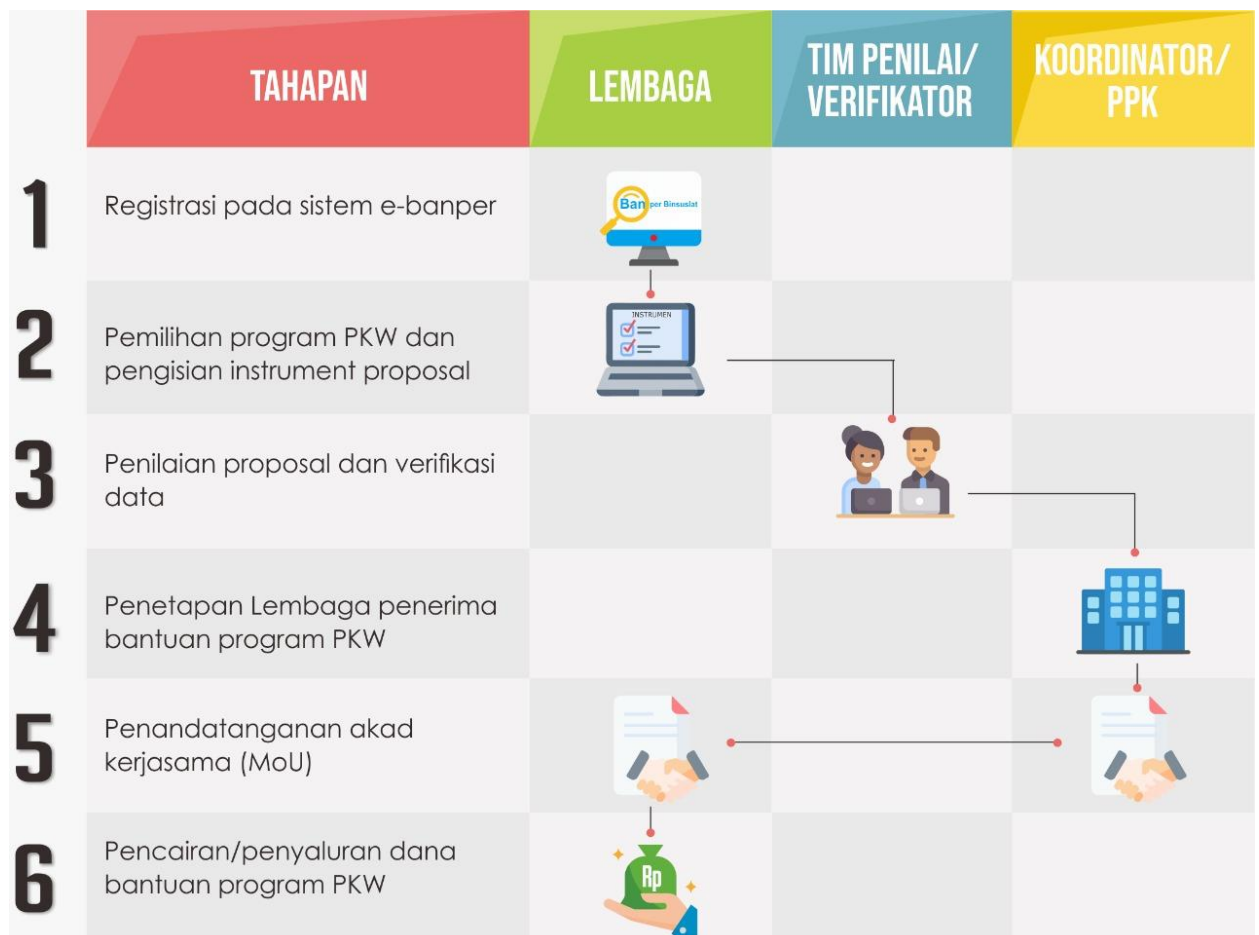 TAHAPAN
LEMBAGA
TIM PENILAI/
VERIFIKATOR
KOORDINATOR/
PPK
1
Registrasi pada sistem e-banper
Banper Binsuslat
2
Pemilihan program PKW dan
pengisian instrument proposal
INSTRUMEN
3
Penilaian proposal dan verifikasi
data
4
Penetapan Lembaga penerima
bantuan program PKW
5
Penandatanganan akad
kerjasama (MoU)
6
Pencairan/penyaluran dana
bantuan program PKW
Rp